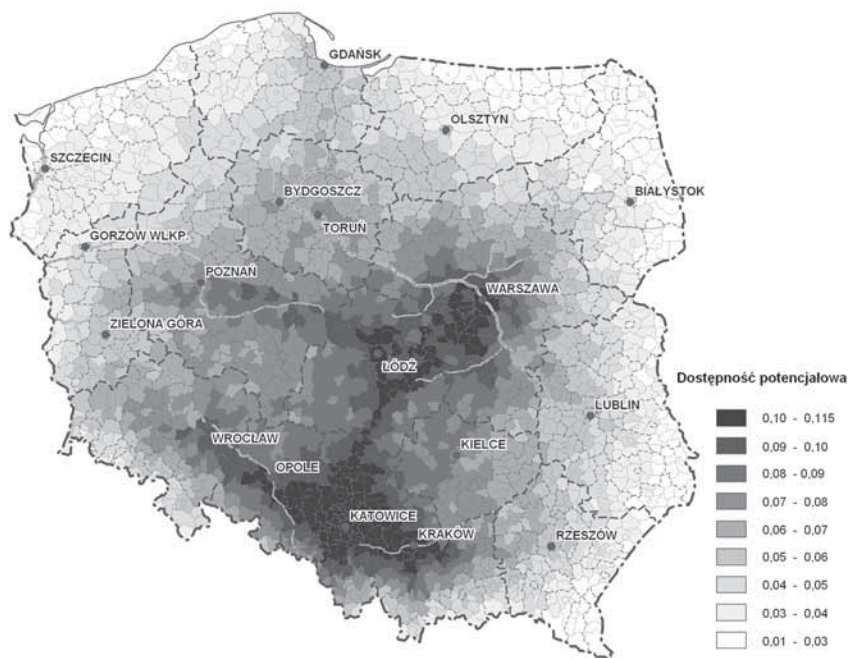 GDAŃSK
OLSZTYN
SZCZECIN
BYDGOSZCZ
BIAŁYSTOK
TORUŃ
GORZÓW WLKP.
POZNAŃ
WARSZAWA
ZIELONA GÓRA
ŁÓDŹ
Dostępność potencjałowa
LUBLIN
WROCŁAW
KIELCE
OPOLE
KATOWICE
KRAKÓW
RZESZÓW
0,10 - 0,115
0,09 - 0,10
0,08 - 0,09
0,07 - 0,08
0,06 - 0,07
0,05 - 0,06
0,04 - 0,05
0,03 - 0,04
0,01 - 0,03